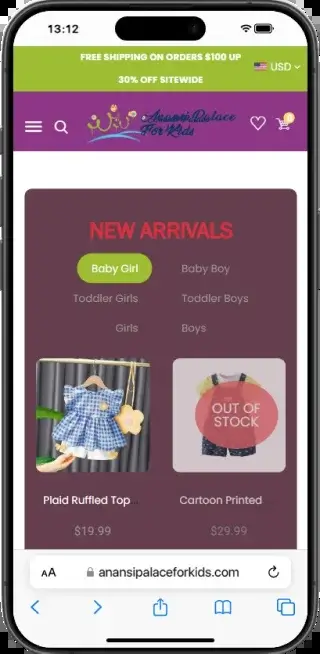 13:12
FREE SHIPPING ON ORDERS $100 UP
30% OFF SITEWIDE
USD
Anansi Palace
For Kids
0
NEW ARRIVALS
Baby Girl
Baby Boy
Toddler Girls
Toddler Boys
Girls
Boys
OUT OF
STOCK
Plaid Ruffled Top
Cartoon Printed
$19.99
$29.99
AA
anansipalaceforkids.com